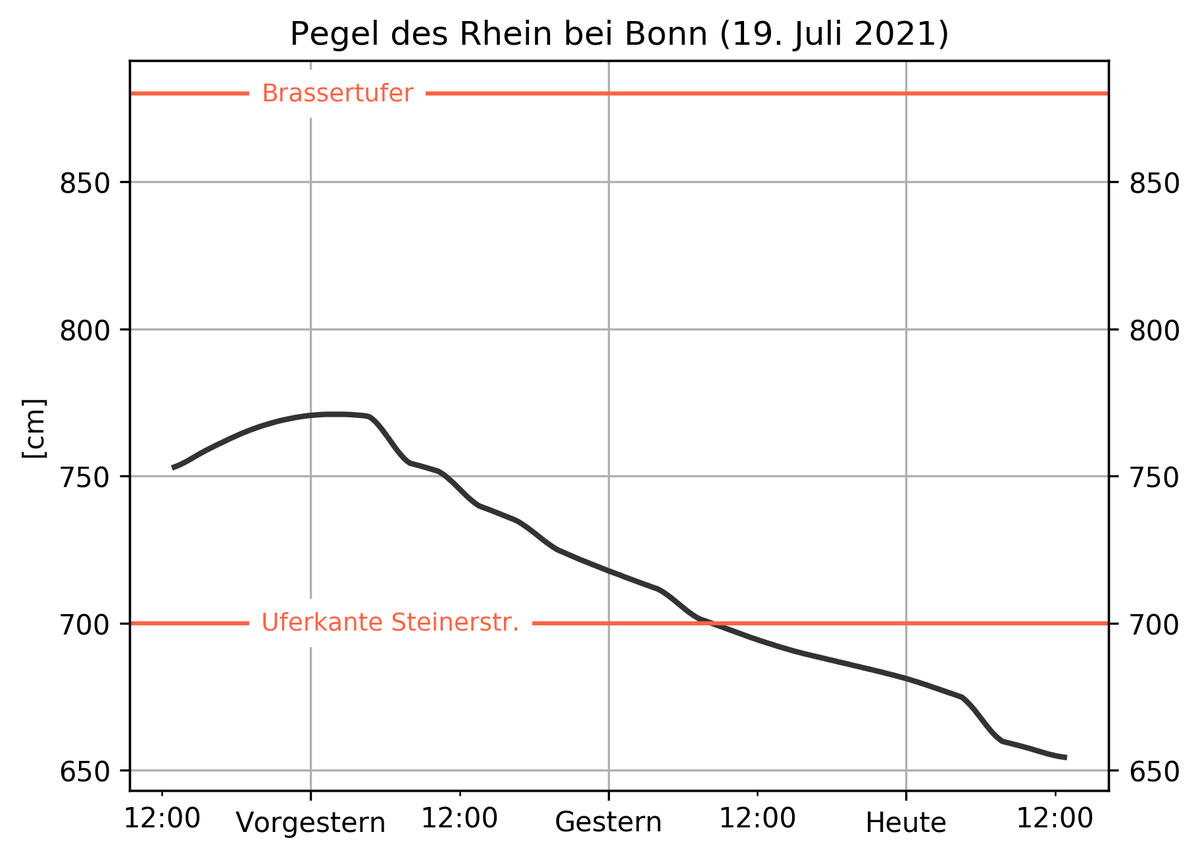 Pegel des Rhein bei Bonn (19. Juli 2021)
Brassertufer
850 850
800 800
[cm]
750 750
Uferkante Steinerstr.
700 700
650 650
12:00 Vorgestern 12:00 Gestern 12:00 Heute 12:00